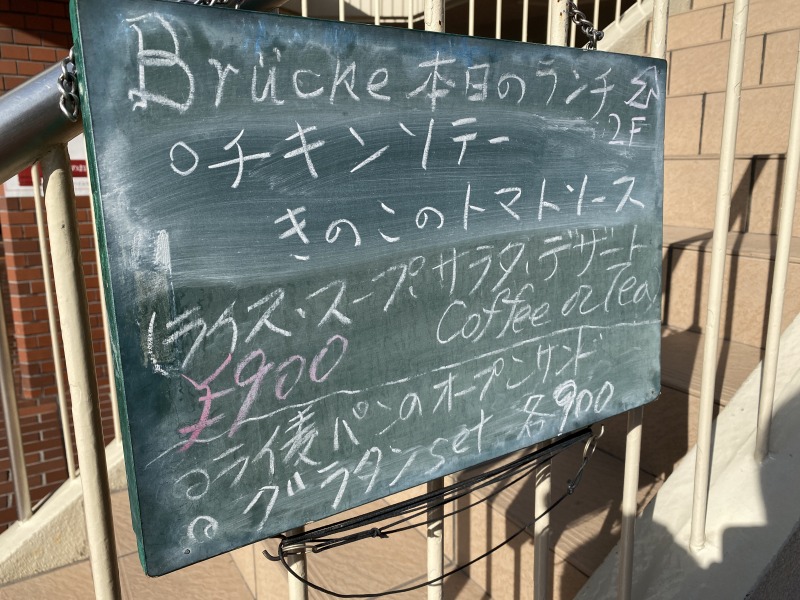 Brücke 本日のランチ
2F
○チキンソテー
きのこのトマトソース
ライス・スープ、サラダ、デザート
Coffee or Tea
¥900
○ライ麦パンのオープンサンド
○グラタンset 各900